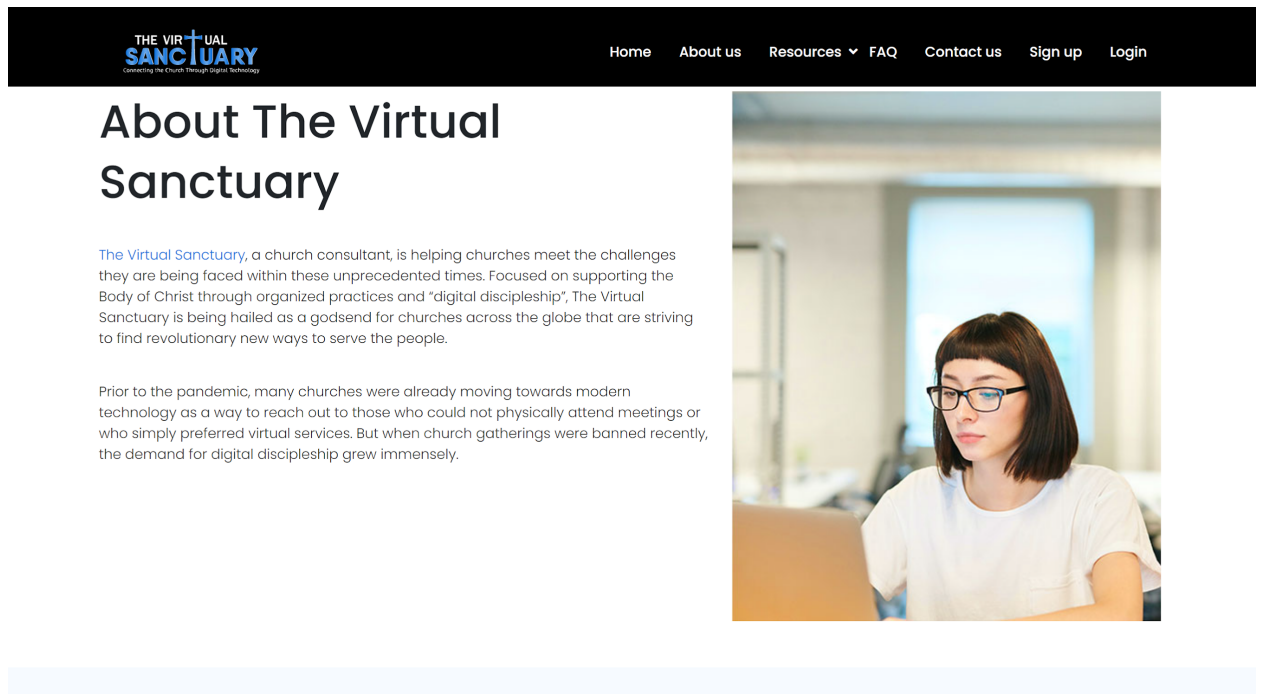 THE VIRTUAL
SANCTUARY
Connecting the Church Through Digital Technology
Home About us Resources FAQ Contact us Sign up Login
About The Virtual
Sanctuary
The Virtual Sanctuary, a church consultant, is helping churches meet the challenges
they are being faced within these unprecedented times. Focused on supporting the
Body of Christ through organized practices and “digital discipleship”, The Virtual
Sanctuary is being hailed as a godsend for churches across the globe that are striving
to find revolutionary new ways to serve the people.
Prior to the pandemic, many churches were already moving towards modern
technology as a way to reach out to those who could not physically attend meetings or
who simply preferred virtual services. But when church gatherings were banned recently,
the demand for digital discipleship grew immensely.